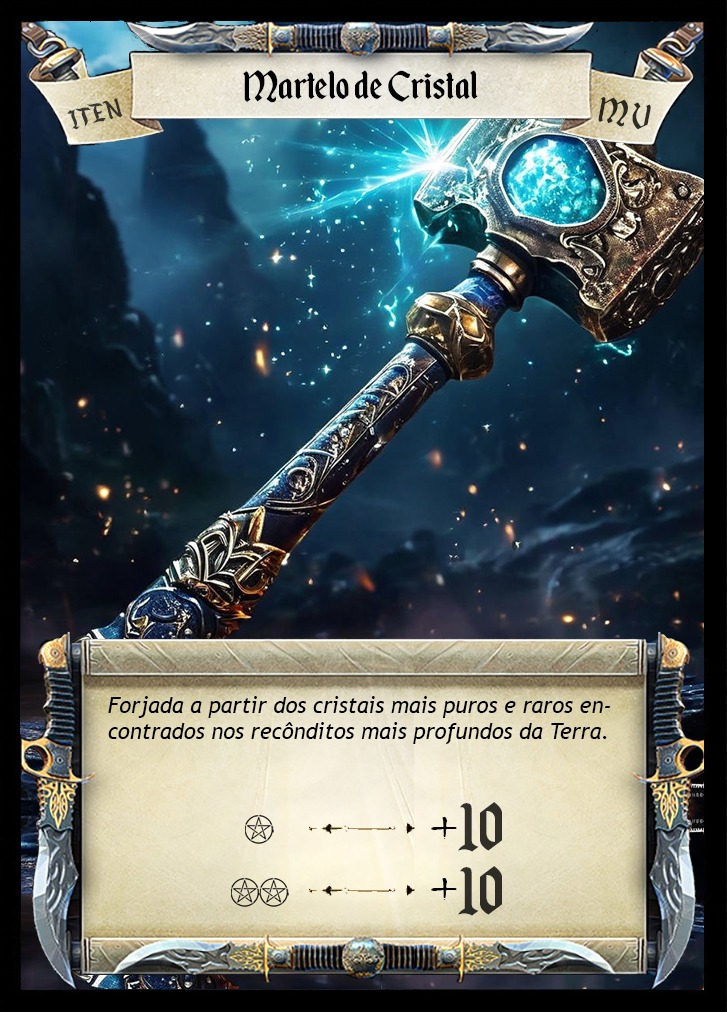 Martelo de Cristal
ITEN
MU
Forjada a partir dos cristais mais puros e raros en-
contrados nos recônditos mais profundos da Terra.
+10
+10